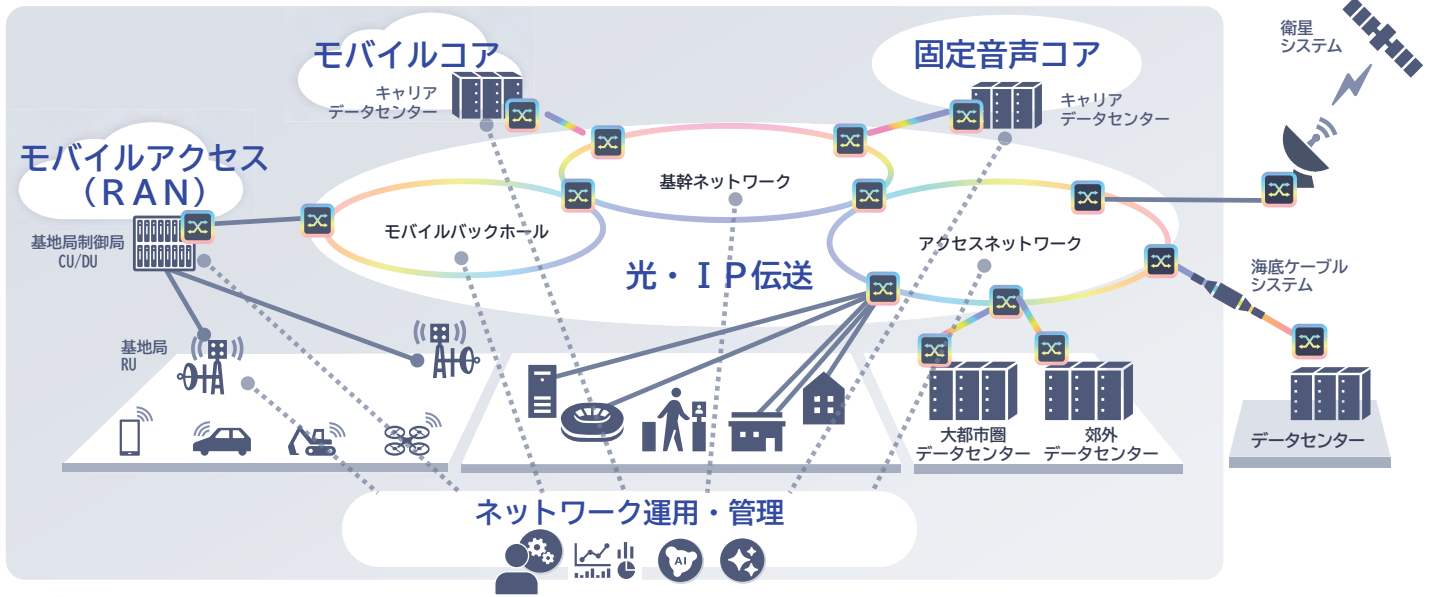 モバイルコア
キャリア
データセンター
固定音声コア
キャリア
データセンター
衛星
システム
モバイルアクセス
（ＲＡＮ）
基地局制御局
CU/DU
基幹ネットワーク
モバイルバックホール
アクセスネットワーク
光・ＩＰ伝送
海底ケーブル
システム
基地局
RU
大都市圏
データセンター
郊外
データセンター
データセンター
ネットワーク運用・管理
AI